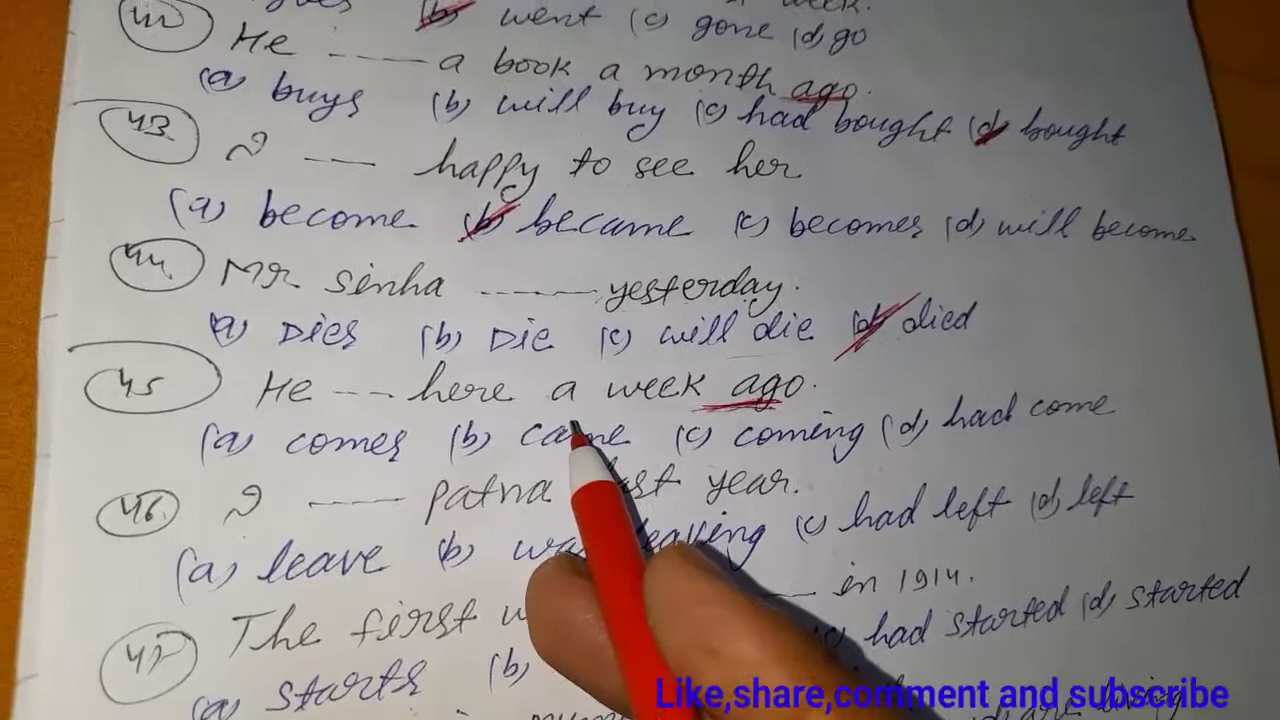 (b) went (c) gone (d) go
He ---- a book a month ago.
(a) buys (b) will buy (c) had bought (d) bought
43. I --- happy to see her
(a) become (b) became (c) becomes (d) will become
44. Mr Sinha ------ yesterday.
(a) Dies (b) Die (c) will die (d) died
45 He --- here a week ago.
(a) comes (b) came (c) coming (d) had come
46. I ---- Patna last year.
(a) leave (b) was leaving (c) had left (d) left
47 The first in 1914.
(a) starts (b) had started (d) started
(d) are living
Like,share,comment and subscribe